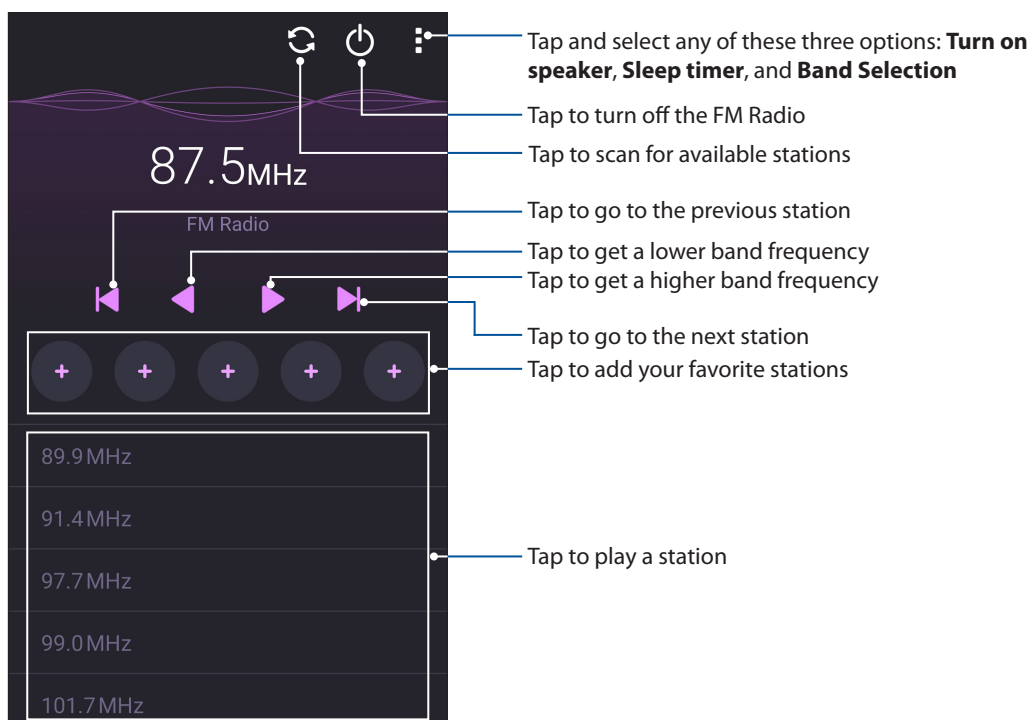 Tap and select any of these three options: Turn on
speaker, Sleep timer, and Band Selection
Tap to turn off the FM Radio
Tap to scan for available stations
87.5MHz
FM Radio
Tap to go to the previous station
Tap to get a lower band frequency
Tap to get a higher band frequency
Tap to go to the next station
Tap to add your favorite stations
+ + + + +
89.9MHz
91.4MHz
97.7MHz
99.0MHz
101.7MHz
Tap to play a station